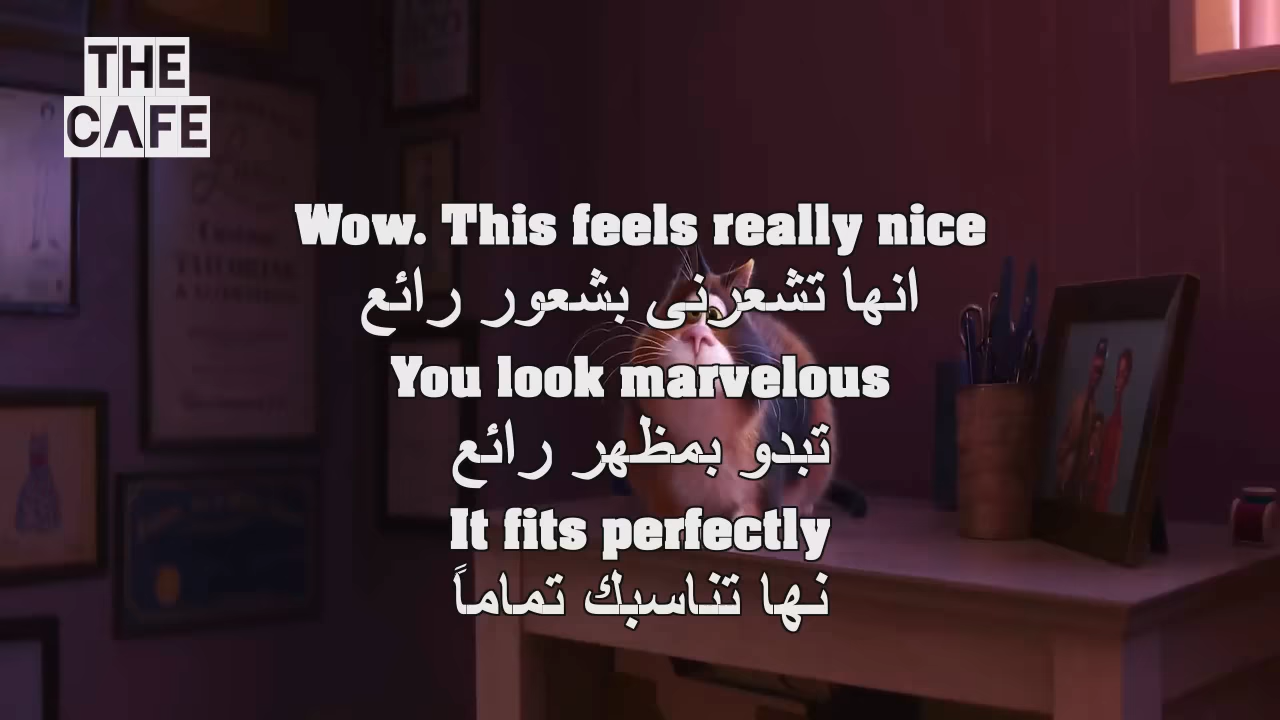 THE
CAFE
Wow. This feels really nice
انها تشعرنى بشعور رائع
You look marvelous
تبدو بمظهر رائع
It fits perfectly
نها تناسبك تماماً